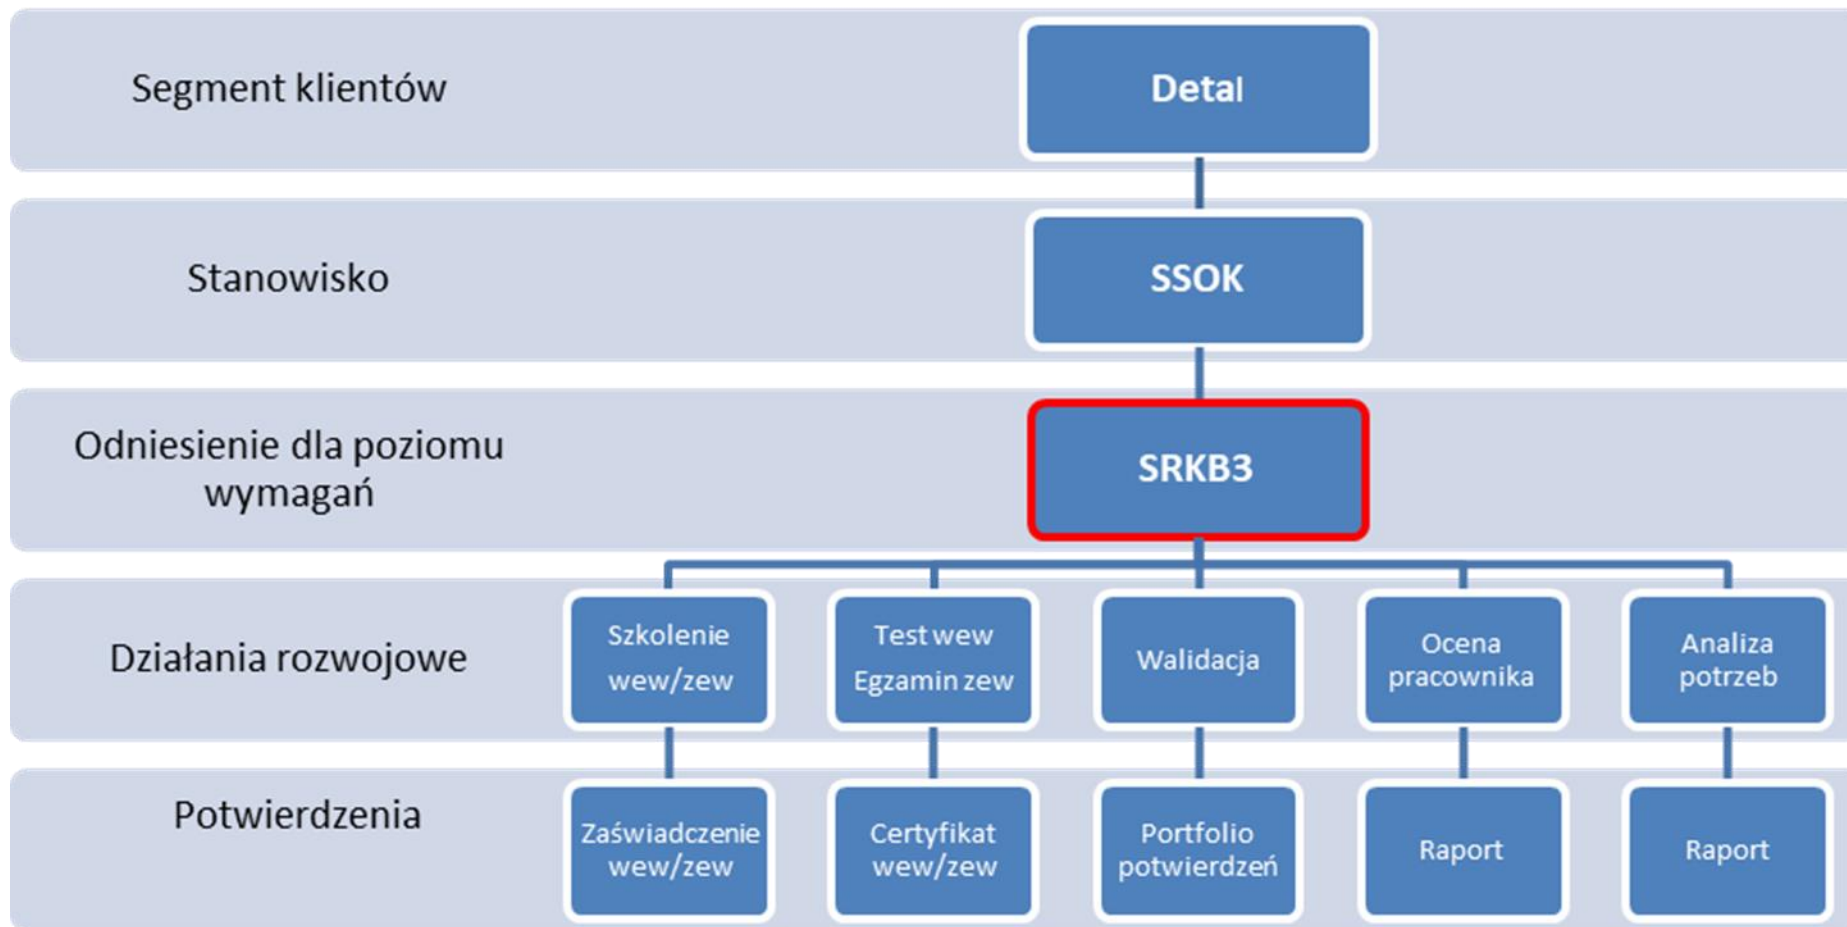 Segment klientów
Detal
Stanowisko
SSOK
Odniesienie dla poziomu
wymagań
SRKB3
Działania rozwojowe
Szkolenie
wew/zew
Test wew
Egzamin zew
Walidacja
Ocena
pracownika
Analiza
potrzeb
Potwierdzenia
Zaświadczenie
wew/zew
Certyfikat
wew/zew
Portfolio
potwierdzeń
Raport
Raport